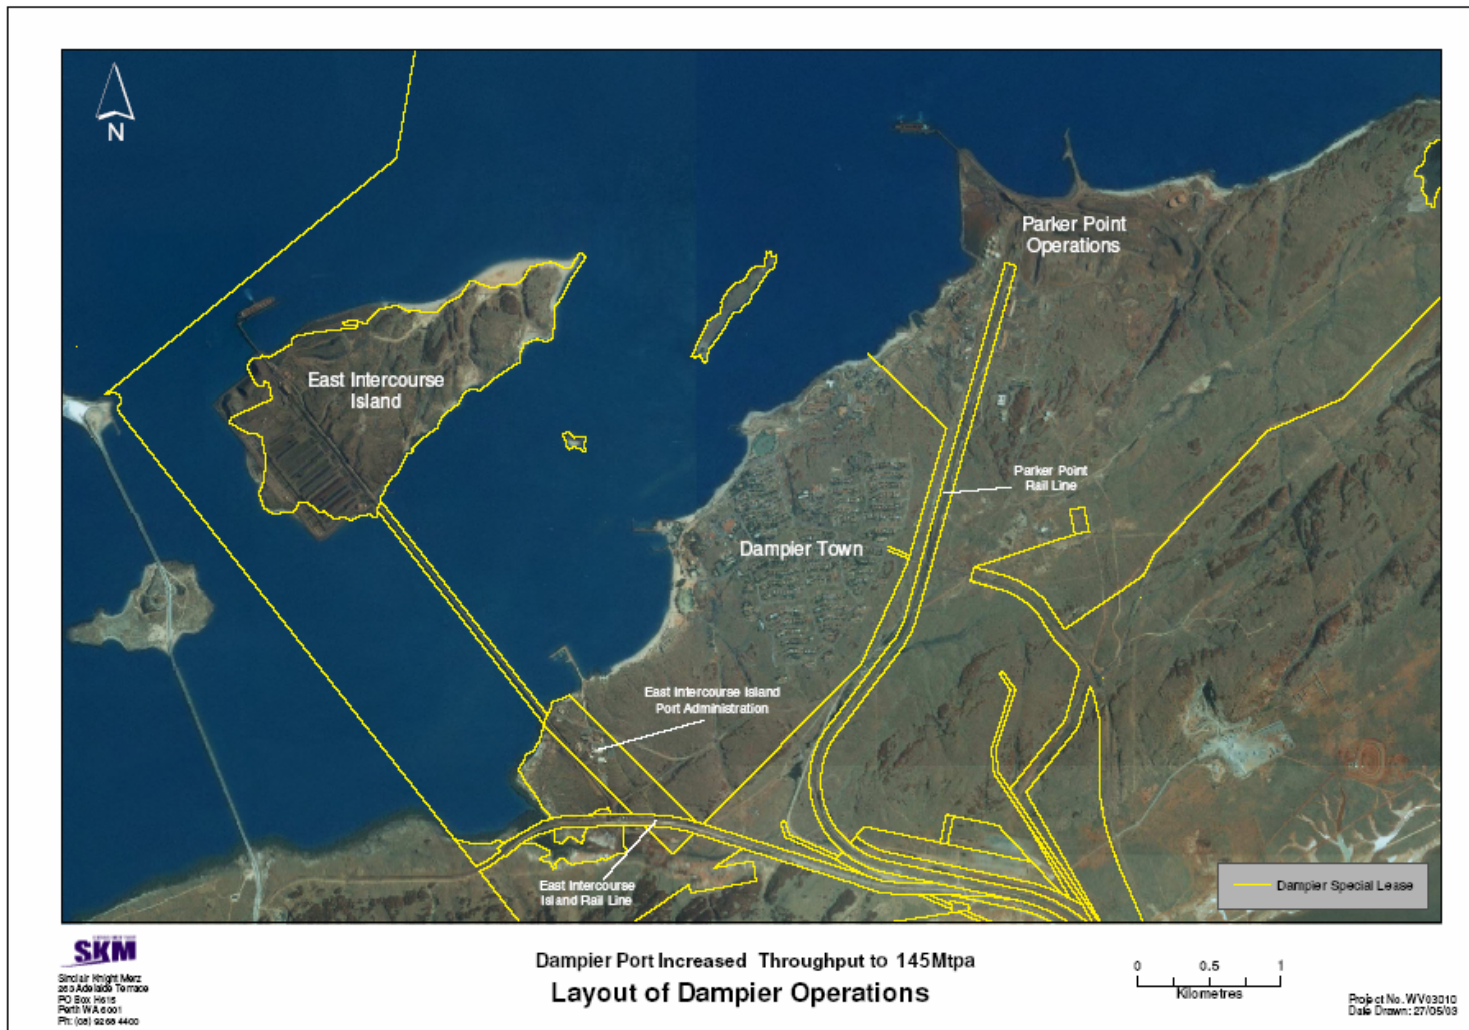 N
Parker Point
Operations
East Intercourse
Island
Parker Point
Rail Line
Dampier Town
East Intercourse Island
Port Administration
East Intercourse
Island Rail Line
Dampier Special Lease
SKM
Sinclair Knight Merz
263 Adelaide Terrace
PO Box H615
Perth WA 6001
Ph: (08) 9268 4400
Dampier Port Increased Throughput to 145Mtpa
Layout of Dampier Operations
0 0.5 1
Kilometres
Project No. WV03010
Date Drawn: 27/05/03